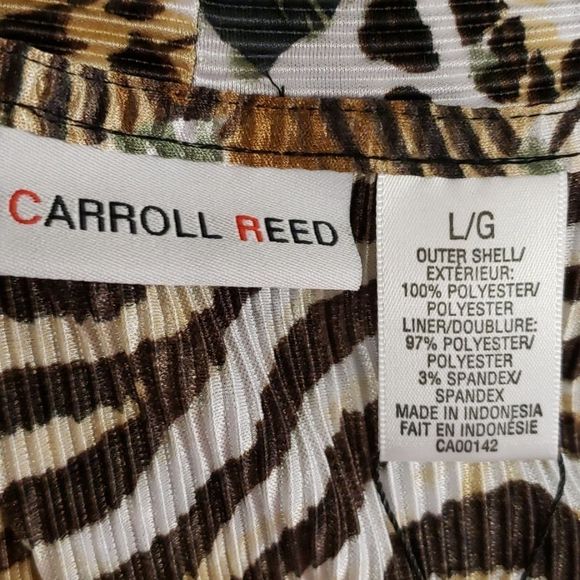 CARROLL REED
L/G
OUTER SHELL/
EXTÉRIEUR:
100% POLYESTER/
POLYESTER
LINER/DOUBLURE:
97% POLYESTER/
POLYESTER
3% SPANDEX/
SPANDEX
MADE IN INDONESIA
FAIT EN INDONÉSIE
CA00142